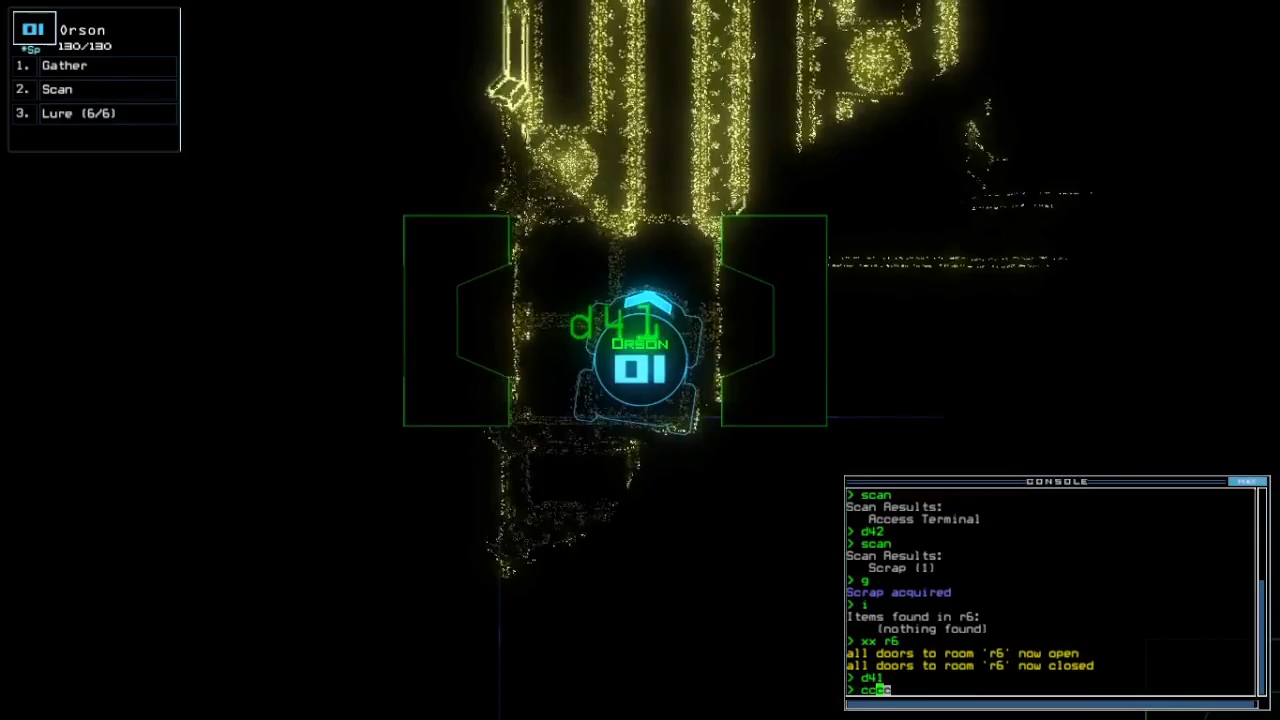 01 Orson
*Sp 130/130
1. Gather
2. Scan
3. Lure (6/6)
d41
Orson
01
CONSOLE
> scan
Scan Results:
Access Terminal
> d42
> scan
Scan Results:
Scrap (1)
> g
Scrap acquired
> i
Items found in r6:
(nothing found)
> xx r6
all doors to room 'r6' now open
all doors to room 'r6' now closed
> d41
> cccc